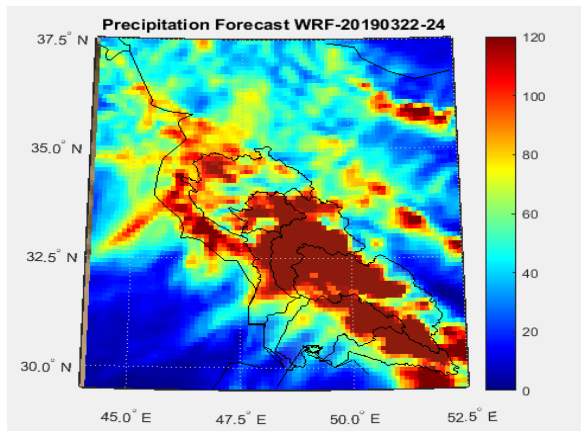 Precipitation Forecast WRF-20190322-24
37.5° N
35.0° N
32.5° N
30.0° N
45.0° E
47.5° E
50.0° E
52.5° E
120
100
80
60
40
20
0